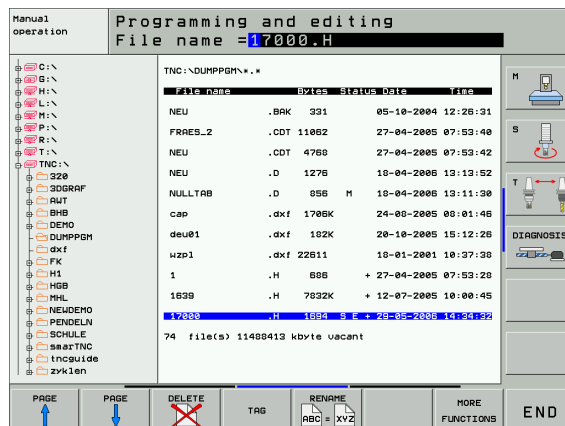 Manual
operation
Programming and editing
File name =17000.H
C:\
G:\
H:\
L:\
M:\
P:\
R:\
T:\
TNC:\
320
3DGRAF
AWT
BHB
DEMO
DUMPPGM
dxf
FK
H1
HGB
MHL
NEWDEMO
PENDELN
SCHULE
smarTNC
tncguide
zyklen
TNC:\DUMPPGM\*.*
File name Bytes Status Date Time
NEU .BAK 331 05-10-2004 12:26:31
FRAES_2 .CDT 11062 27-04-2005 07:53:40
NEU .CDT 4768 27-04-2005 07:53:42
NEU .D 1276 18-04-2006 13:13:52
NULLTAB .D 856 M 18-04-2006 13:11:30
cap .dxf 1706K 24-08-2005 08:01:46
deu01 .dxf 182K 20-10-2005 15:12:26
wzpl .dxf 22611 18-01-2001 10:37:38
1 .H 686 + 27-04-2005 07:53:28
1639 .H 7832K + 12-07-2005 10:00:45
17000 .H 1694 S E + 29-05-2006 14:34:32
74 file(s) 11488413 kbyte vacant
M
S
T
DIAGNOSIS
PAGE
PAGE
DELETE
TAG
RENAME
ABC = XYZ
MORE
FUNCTIONS
END